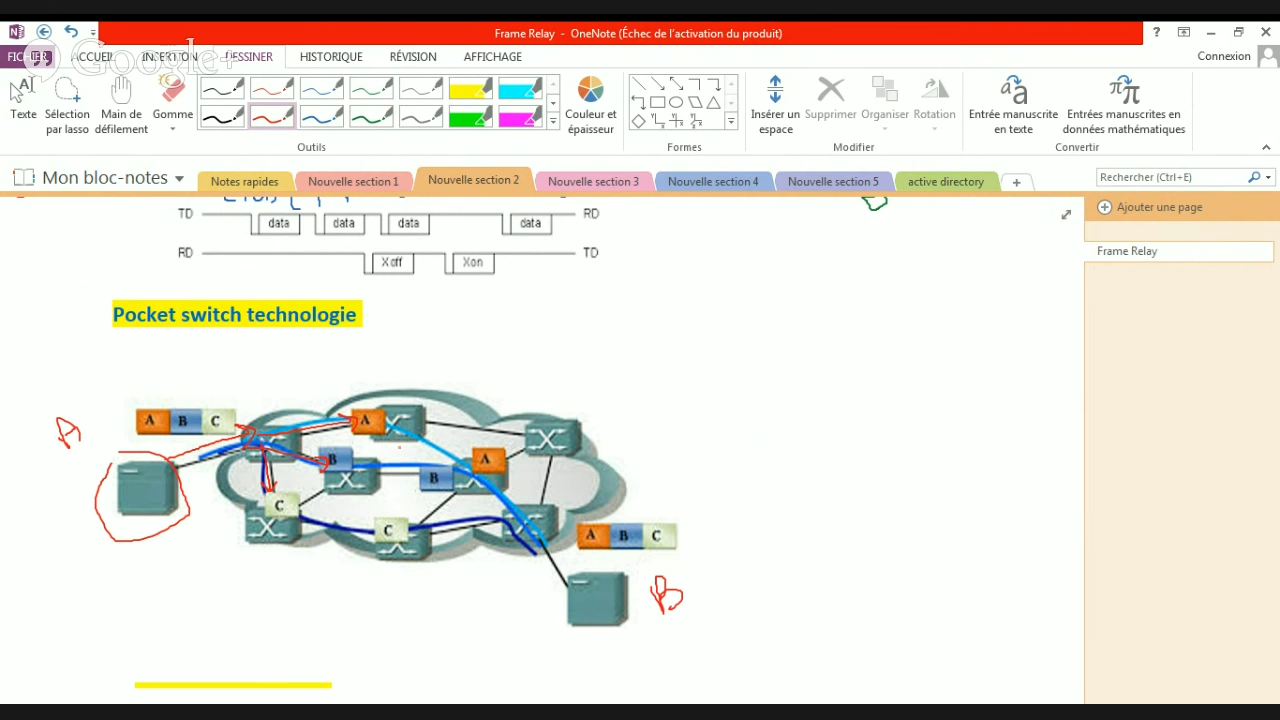 Frame Relay - OneNote (Échec de l'activation du produit)
?
FICHIER ACCUEIL INSERTION DESSINER HISTORIQUE RÉVISION AFFICHAGE
Google+
Connexion
Texte
Sélection par lasso
Main de défilement
Gomme
Couleur et épaisseur
Insérer un espace
Supprimer
Organiser
Rotation
Entrée manuscrite en texte
Entrées manuscrites en données mathématiques
Outils
Formes
Modifier
Convertir
Mon bloc-notes
Notes rapides
Nouvelle section 1
Nouvelle section 2
Nouvelle section 3
Nouvelle section 4
Nouvelle section 5
active directory
Rechercher (Ctrl+E)
Ajouter une page
Frame Relay
TD data data data data RD
RD Xoff Xon TD
Pocket switch technologie
A B C
A
A
B
A
B
C
C
A B C
B